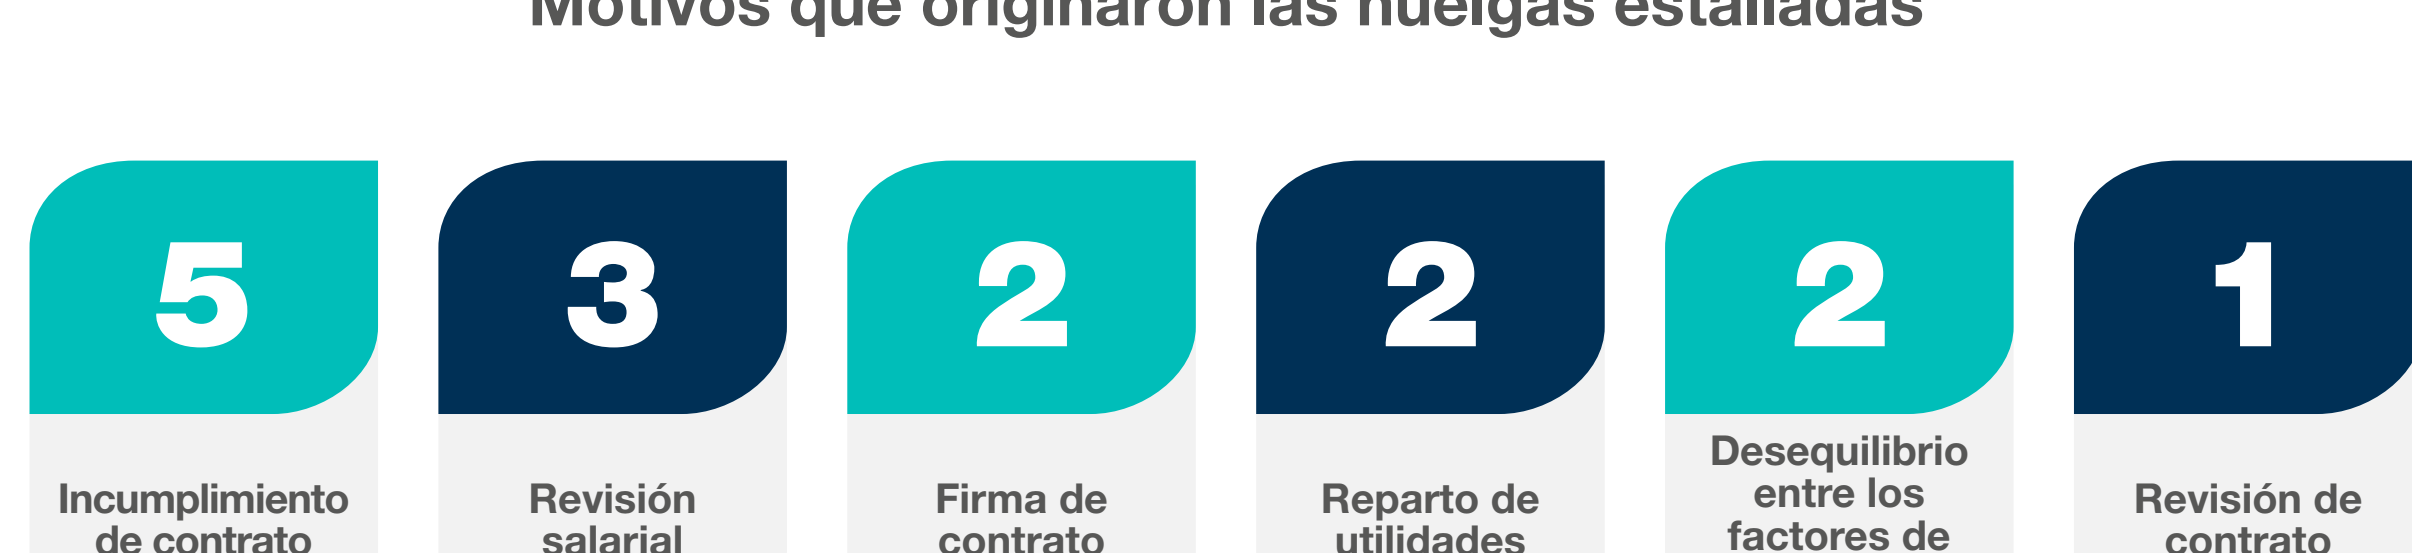 Motivos que originaron las huelgas estalladas
5
3
2
2
2
1
Incumplimiento
de contrato
Revisión
salarial
Firma de
contrato
Reparto de
utilidades
Desequilibrio
entre los
factores de
Revisión de
contrato